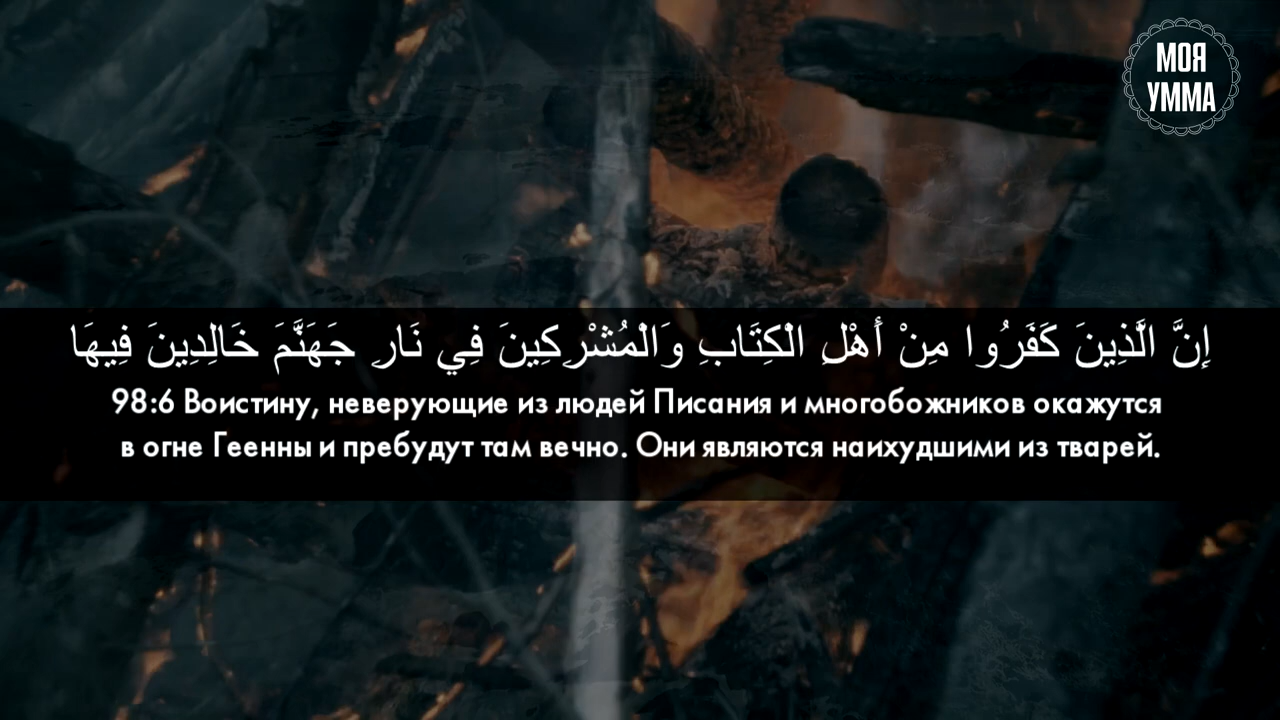 МОЯ
УММА
إِنَّ الَّذِينَ كَفَرُوا مِنْ أَهْلِ الْكِتَابِ وَالْمُشْرِكِينَ فِي نَارِ جَهَنَّمَ خَالِدِينَ فِيهَا
98:6 Воистину, неверующие из людей Писания и многобожников окажутся
в огне Геенны и пребудут там вечно. Они являются наихудшими из тварей.